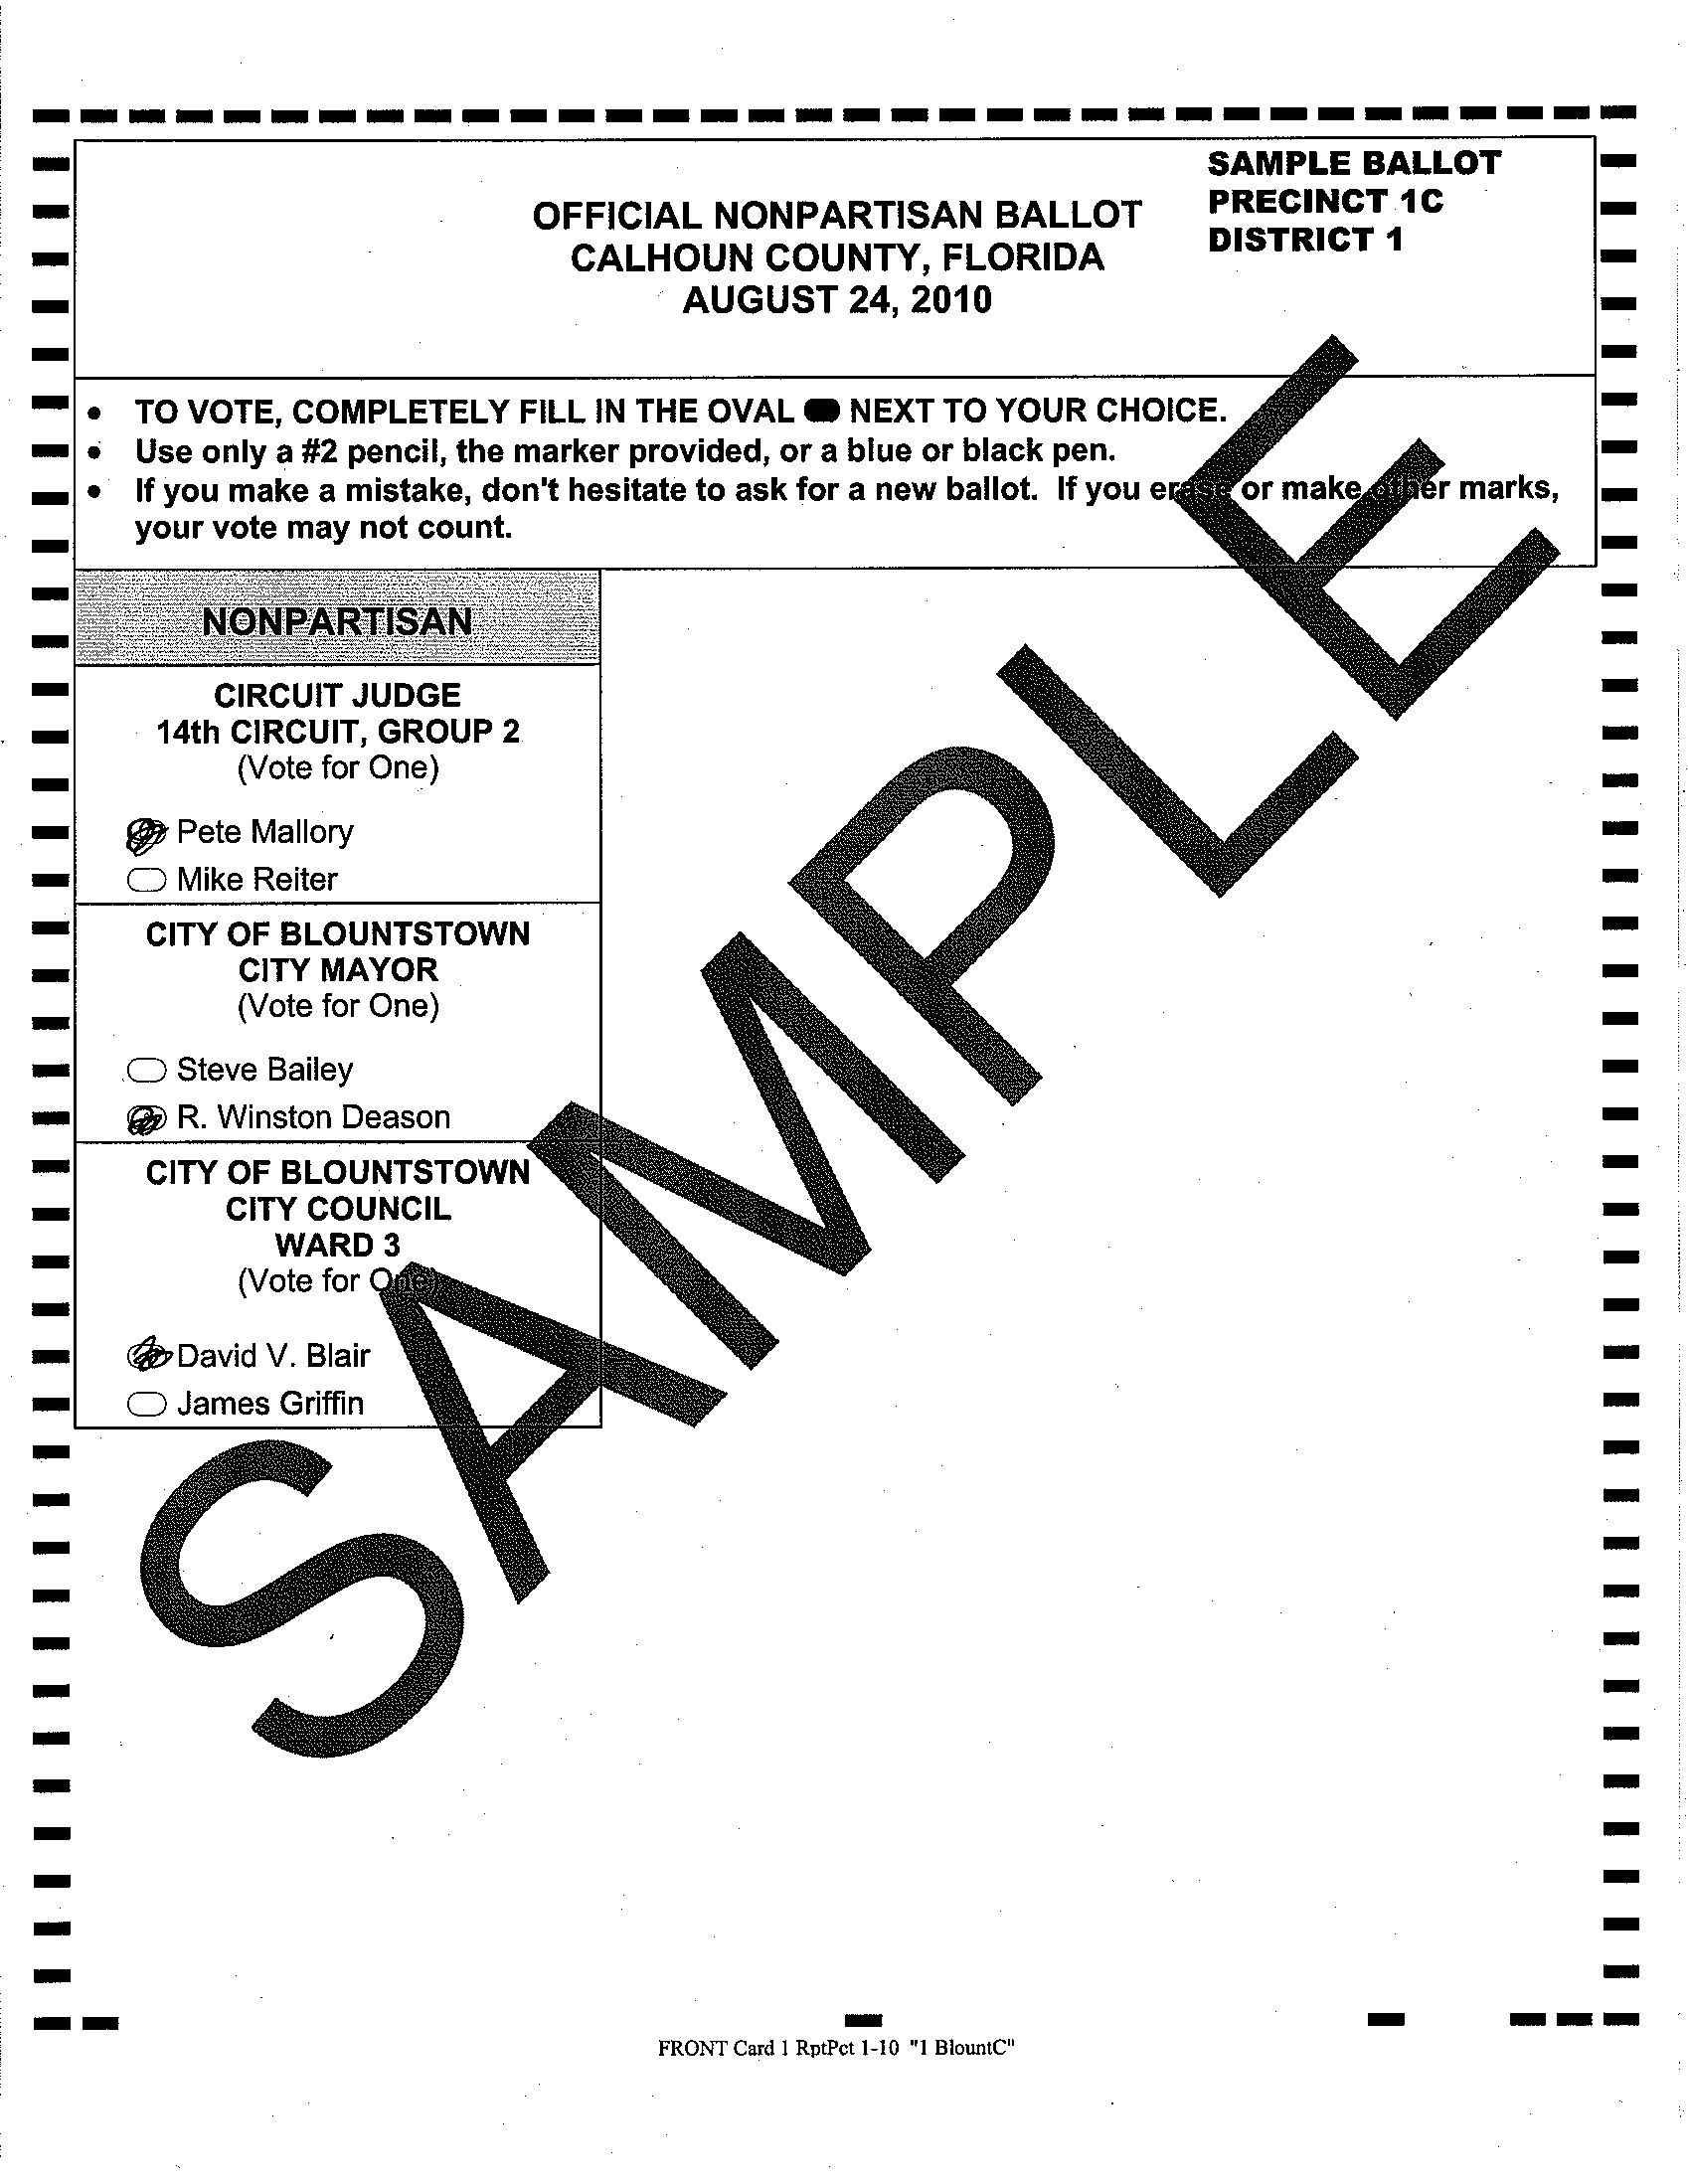 SAMPLE BALLOT
PRECINCT 1C
DISTRICT 1
OFFICIAL NONPARTISAN BALLOT
CALHOUN COUNTY, FLORIDA
AUGUST 24, 2010
• TO VOTE, COMPLETELY FILL IN THE OVAL NEXT TO YOUR CHOICE.
• Use only a #2 pencil, the marker provided, or a blue or black pen.
• If you make a mistake, don't hesitate to ask for a new ballot. If you erase or make other marks,
your vote may not count.
NONPARTISAN
CIRCUIT JUDGE
14th CIRCUIT, GROUP 2
(Vote for One)
Pete Mallory
Mike Reiter
CITY OF BLOUNTSTOWN
CITY MAYOR
(Vote for One)
Steve Bailey
R. Winston Deason
CITY OF BLOUNTSTOWN
CITY COUNCIL
WARD 3
(Vote for One)
David V. Blair
James Griffin
SAMPLE
FRONT Card 1 RptPct 1-10 "1 BlountC"